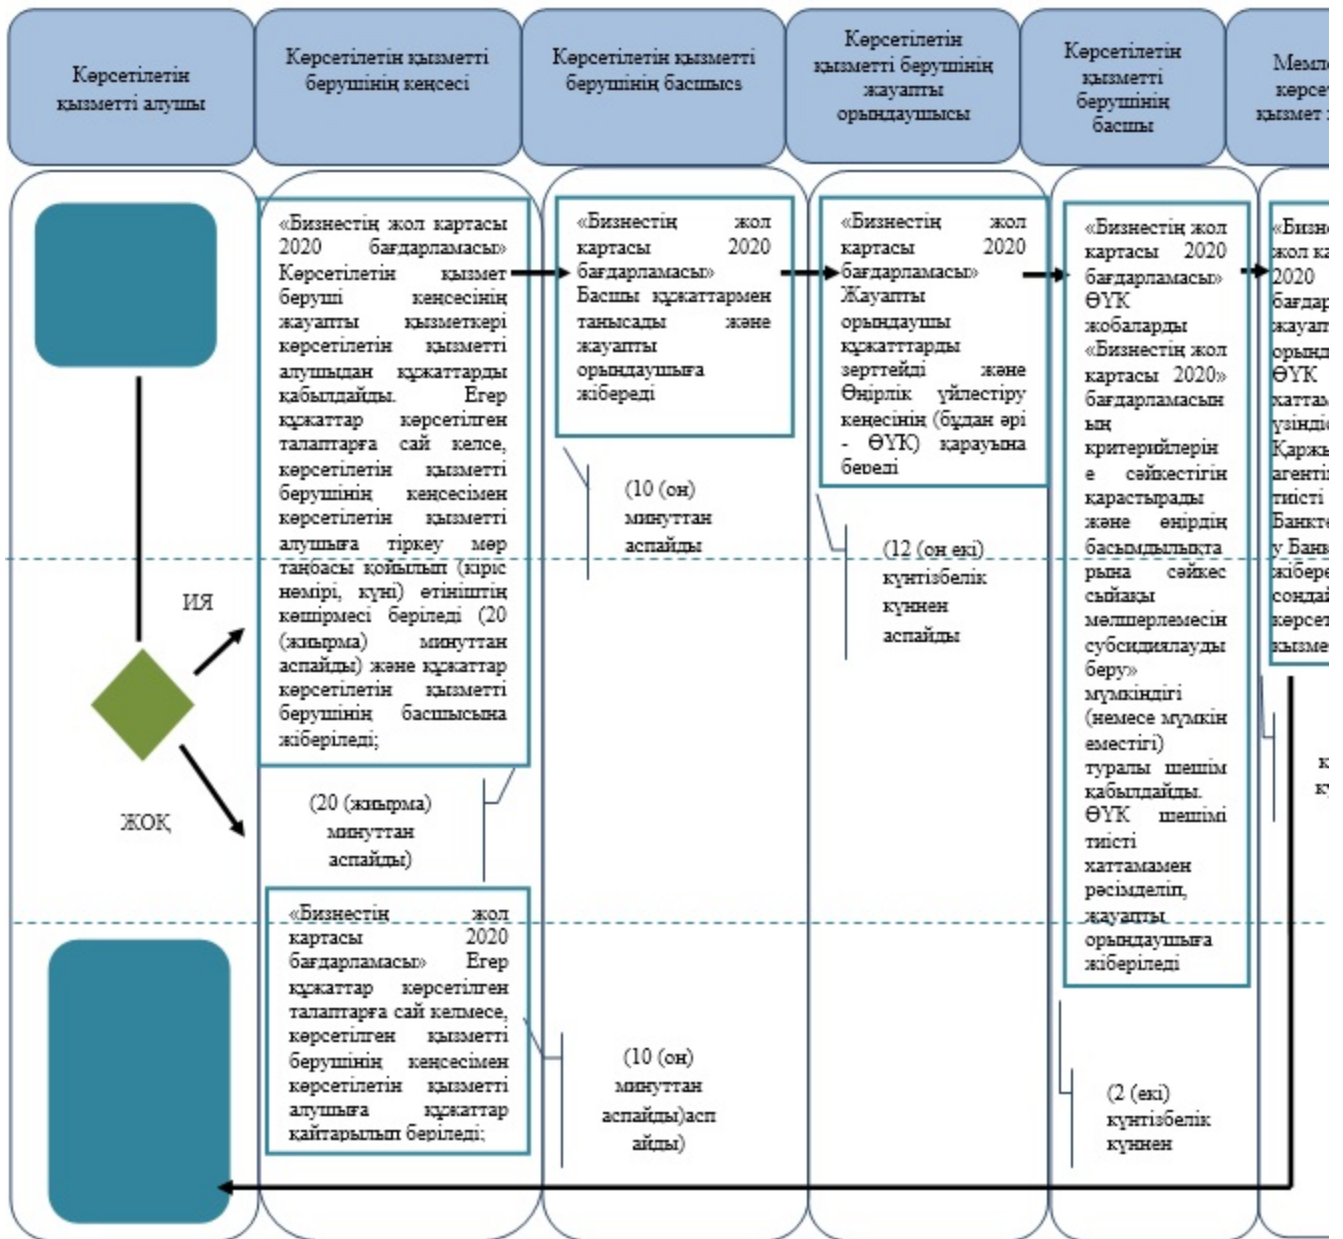 Көрсетілетін
қызметті алушы
Көрсетілетін қызметті
берушінің кеңсесі
Көрсетілетін қызметті
берушінің басшысs
Көрсетілетін
қызметті берушінің
жауапты
орындаушысы
Көрсетілетін
қызметті
берушінің
басшы
қызмет
ИЯ
ЖОҚ
«Бизнестің жол картасы
2020 бағдарламасы»
Көрсетілетін қызмет
беруші кеңсесінің
жауапты қызметкері
көрсетілетін қызметті
алушыдан құжаттарды
қабылдайды. Егер
құжаттар көрсетілген
талаптарға сай келсе,
көрсетілетін қызметті
берушінің кеңсесімен
көрсетілетін қызметті
алушыға тіркеу мөр
таңбасы қойылып (кіріс
нөмірі, күні) өтініштің
көшірмесі беріледі (20
(жиырма) минуттан
аспайды) және құжаттар
көрсетілетін қызметті
берушінің басшысына
жіберіледі;
(20 (жиырма)
минуттан
аспайды)
«Бизнестің жол
картасы 2020
бағдарламасы» Егер
құжаттар көрсетілген
талаптарға сай келмесе,
көрсетілген қызметті
берушінің кеңсесімен
көрсетілетін қызметті
алушыға құжаттар
қайтарылып беріледі;
«Бизнестің жол
картасы 2020
бағдарламасы»
Басшы құжаттармен
танысады және
жауапты
орындаушыға
жібереді
(10 (он)
минуттан
аспайды
(10 (он)
минуттан
аспайды)асп
айды)
«Бизнестің жол
картасы 2020
бағдарламасы»
Жауапты
орындаушы
құжатттарды
зерттейді және
Өңірлік үйлестіру
кеңесінің (бұдан әрі
- ӨҮК) қарауына
береді
(12 (он екі)
күнтізбелік
күннен
аспайды
«Бизнестің жол
картасы 2020
бағдарламасы»
ӨҮК
жобаларды
«Бизнестің жол
картасы 2020»
бағдарламасын
ың
критерийлерін
е сәйкестігін
қарастырады
және өңірдің
басымдылықта
рына сәйкес
сыйақы
мөлшерлемесін
субсидиялауды
беру»
мүмкіндігі
(немесе мүмкін
еместігі)
туралы шешім
қабылдайды.
ӨҮК шешімі
тиісті
хаттамамен
рәсімделіп,
жауапты
орындаушыға
жіберіледі
(2 (екі)
күнтізбелік
күннен
жол
2020
ӨҮК
тиісті
у